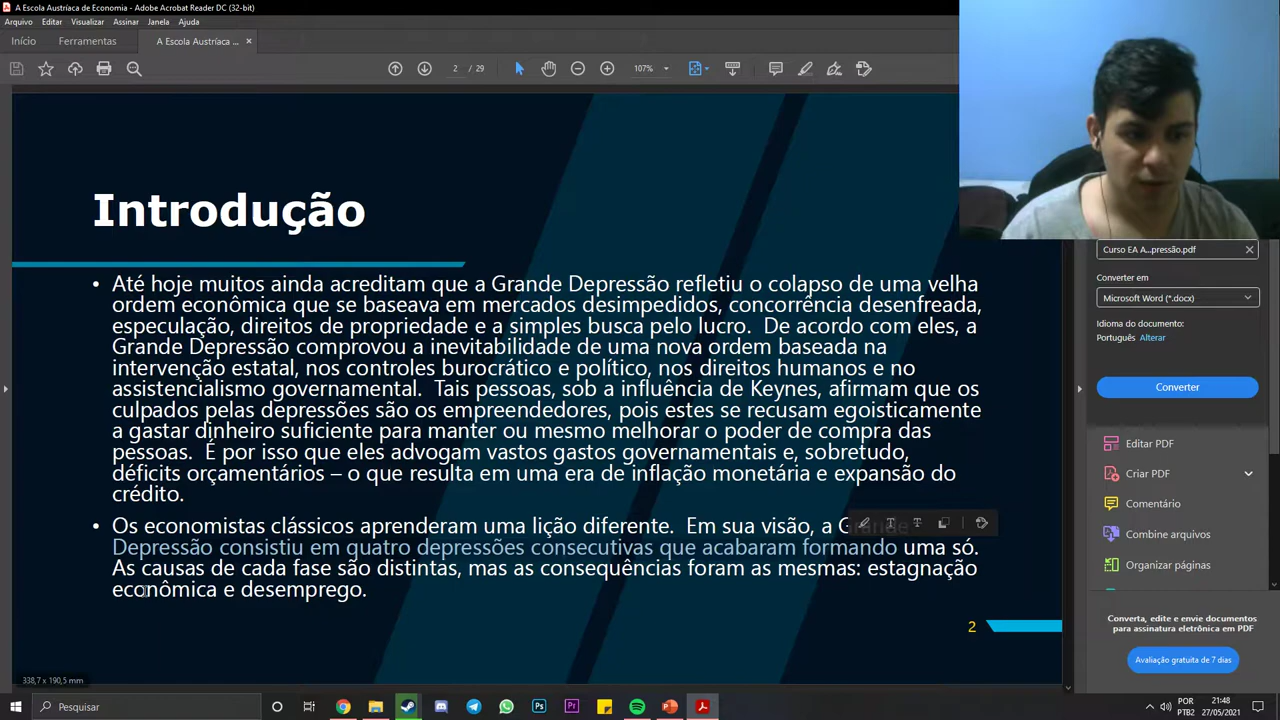 A Escola Austríaca de Economia - Adobe Acrobat Reader DC (32-bit)
Arquivo Editar Visualizar Assinar Janela Ajuda
Início Ferramentas A Escola Austríaca ...
2 / 29 107%
Introdução
• Até hoje muitos ainda acreditam que a Grande Depressão refletiu o colapso de uma velha
ordem econômica que se baseava em mercados desimpedidos, concorrência desenfreada,
especulação, direitos de propriedade e a simples busca pelo lucro. De acordo com eles, a
Grande Depressão comprovou a inevitabilidade de uma nova ordem baseada na
intervenção estatal, nos controles burocrático e político, nos direitos humanos e no
assistencialismo governamental. Tais pessoas, sob a influência de Keynes, afirmam que os
culpados pelas depressões são os empreendedores, pois estes se recusam egoisticamente
a gastar dinheiro suficiente para manter ou mesmo melhorar o poder de compra das
pessoas. É por isso que eles advogam vastos gastos governamentais e, sobretudo,
déficits orçamentários – o que resulta em uma era de inflação monetária e expansão do
crédito.
• Os economistas clássicos aprenderam uma lição diferente. Em sua visão, a Grande
Depressão consistiu em quatro depressões consecutivas que acabaram formando uma só.
As causas de cada fase são distintas, mas as consequências foram as mesmas: estagnação
econômica e desemprego.
2
338,7 x 190,5 mm
Curso EA A...pressão.pdf
Converter em
Microsoft Word (*.docx)
Idioma do documento:
Português Alterar
Converter
Editar PDF
Criar PDF
Comentário
Combine arquivos
Organizar páginas
Converta, edite e envie documentos
para assinatura eletrônica em PDF
Avaliação gratuita de 7 dias
Pesquisar
Ps
Pr
POR
PTB2
21:48
27/05/2021